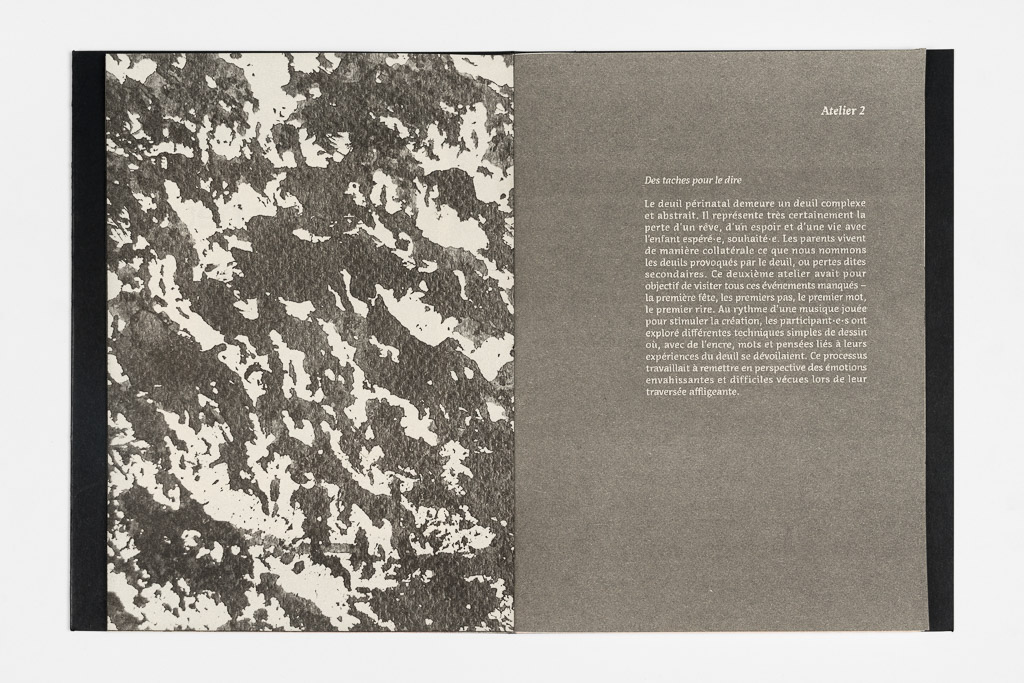 Atelier 2
Des taches pour le dire
Le deuil périnatal demeure un deuil complexe
et abstrait. Il représente très certainement la
perte d'un rêve, d'un espoir et d'une vie avec
l'enfant espéré·e, souhaité·e. Les parents vivent
de manière collatérale ce que nous nommons
les deuils provoqués par le deuil, ou pertes dites
secondaires. Ce deuxième atelier avait pour
objectif de visiter tous ces événements manqués –
la première fête, les premiers pas, le premier mot,
le premier rire. Au rythme d'une musique jouée
pour stimuler la création, les participant·e·s ont
exploré différentes techniques simples de dessin
où, avec de l'encre, mots et pensées liés à leurs
expériences du deuil se dévoilaient. Ce processus
travaillait à remettre en perspective des émotions
envahissantes et difficiles vécues lors de leur
traversée affligeante.